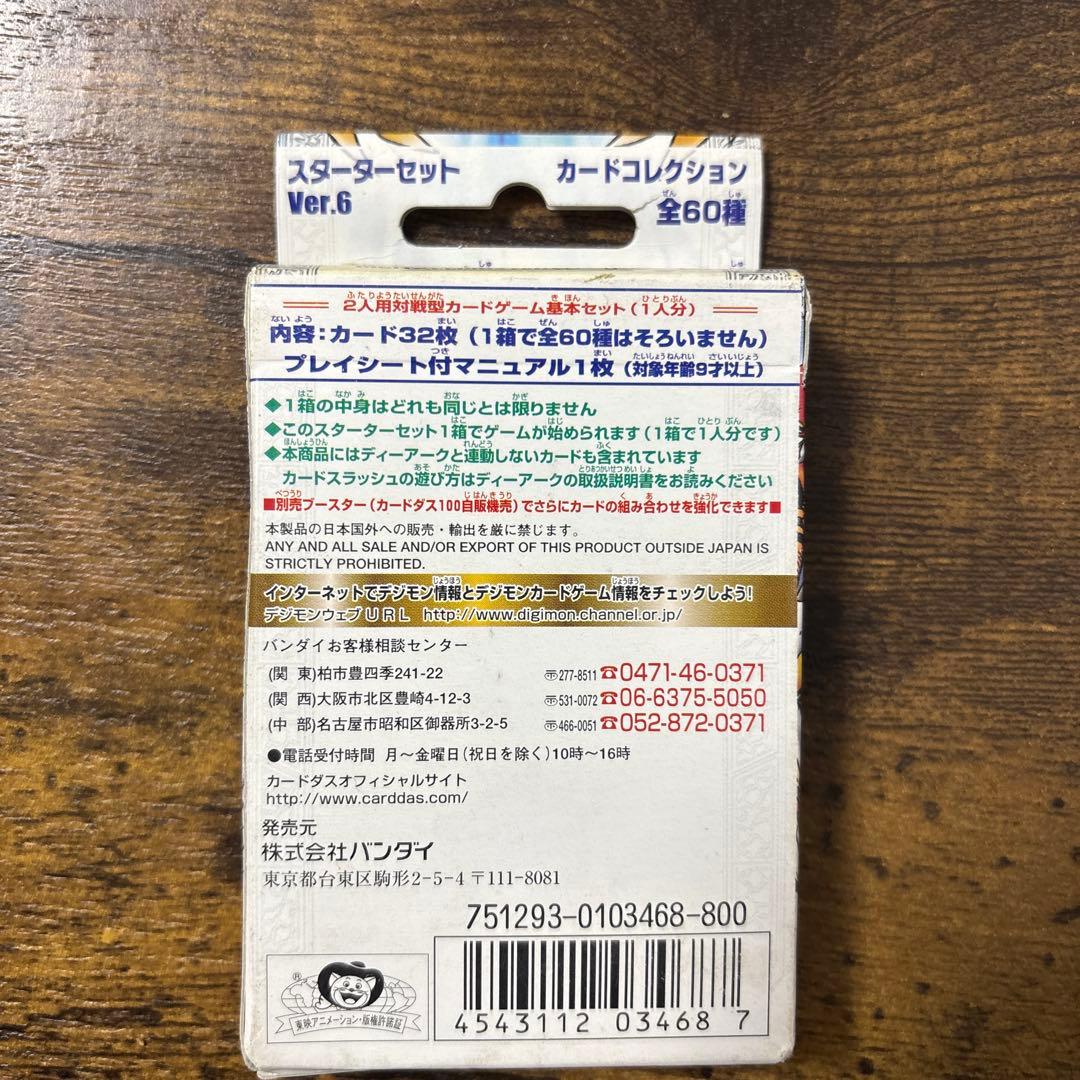 スターターセット カードコレクション
Ver.6 全60種
2人用対戦型カードゲーム基本セット(1人分)
内容:カード32枚(1箱で全60種はそろいません)
プレイシート付マニュアル1枚(対象年齢9才以上)
◆1箱の中身はどれも同じとは限りません
◆このスターターセット1箱でゲームが始められます(1箱で1人分です)
◆本商品にはディーアークと連動しないカードも含まれています
カードスラッシュの遊び方はディーアークの取扱説明書をお読みください
■別売ブースター(カードダス100自販機売)でさらにカードの組み合わせを強化できます■
本製品の日本国外への販売・輸出を厳に禁じます。
ANY AND ALL SALE AND/OR EXPORT OF THIS PRODUCT OUTSIDE JAPAN IS
STRICTLY PROHIBITED.
インターネットでデジモン情報とデジモンカードゲーム情報をチェックしよう!
デジモンウェブURL http://www.digimon.channel.or.jp/
バンダイお客様相談センター
(関 東)柏市豊四季241-22 〒277-8511 ☎0471-46-0371
(関 西)大阪市北区豊崎4-12-3 〒531-0072 ☎06-6375-5050
(中 部)名古屋市昭和区御器所3-2-5 〒466-0051 ☎052-872-0371
●電話受付時間 月~金曜日(祝日を除く)10時~16時
カードダスオフィシャルサイト
http://www.carddas.com/
発売元
株式会社バンダイ
東京都台東区駒形2-5-4 〒111-8081
751293-0103468-800
®
東映アニメーション・版権許諾証
4543112 03468 7